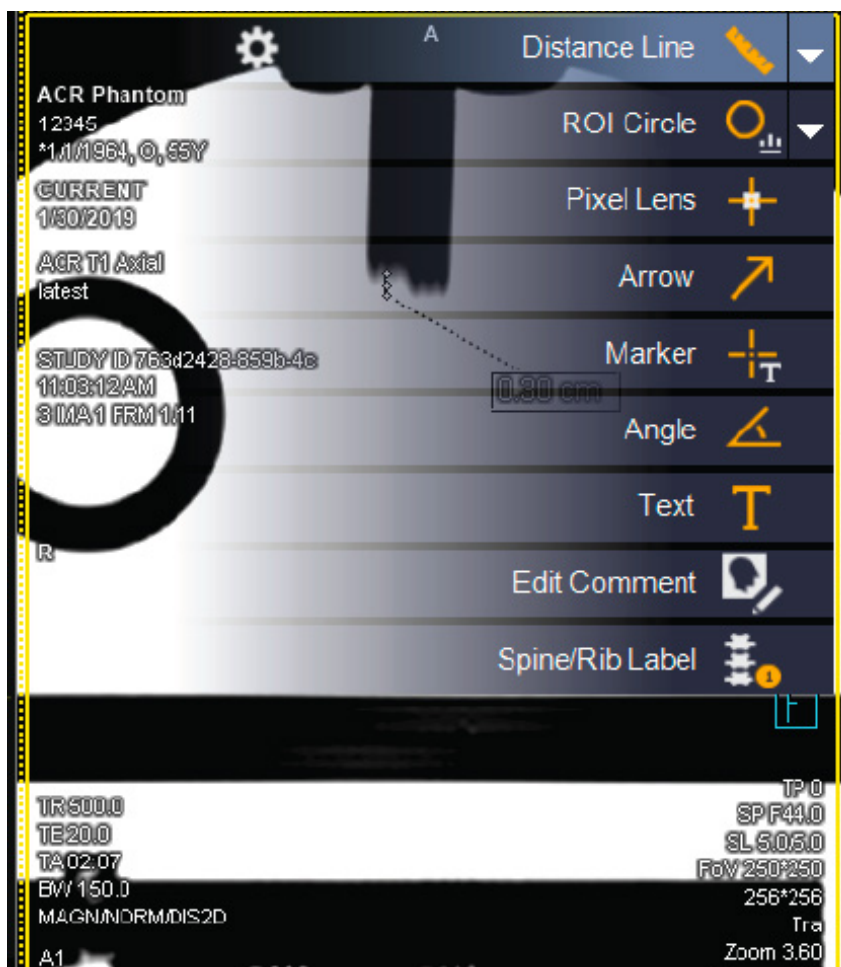 A
Distance Line
ACR Phantom
12345
*1/1/1964, O, 55Y
ROI Circle
CURRENT
1/30/2019
Pixel Lens
ACR T1 Axial
latest
Arrow
STUDY ID 763d2428-859b-4c
11:03:12 AM
3 IMA 1 FRM 1/11
Marker
T
0.30 cm
Angle
Text
T
R
Edit Comment
Spine/Rib Label
1
F
TR 500.0
TE 20.0
TA 02:07
BW 150.0
MAGN/NORM/DIS2D
A1
TP 0
SP F44.0
SL 5.0/5.0
FoV 250*250
256*256
Tra
Zoom 3.60